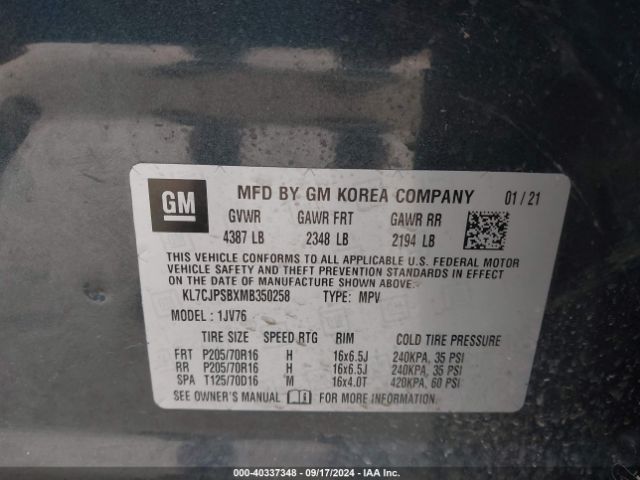 GM
MFD BY GM KOREA COMPANY 01/21
GVWR GAWR FRT GAWR RR
4387 LB 2348 LB 2194 LB
THIS VEHICLE CONFORMS TO ALL APPLICABLE U.S. FEDERAL MOTOR
VEHICLE SAFETY AND THEFT PREVENTION STANDARDS IN EFFECT
ON THE DATE OF MANUFACTURE SHOWN ABOVE.
KL7CJPSBXMB350258 TYPE: MPV
MODEL: 1JV76
TIRE SIZE SPEED RTG RIM COLD TIRE PRESSURE
FRT P205/70R16 H 16x6.5J 240KPA, 35 PSI
RR P205/70R16 H 16x6.5J 240KPA, 35 PSI
SPA T125/70D16 M 16x4.0T 420KPA, 60 PSI
SEE OWNER'S MANUAL FOR MORE INFORMATION
000-40337348 - 09/17/2024 - IAA Inc.